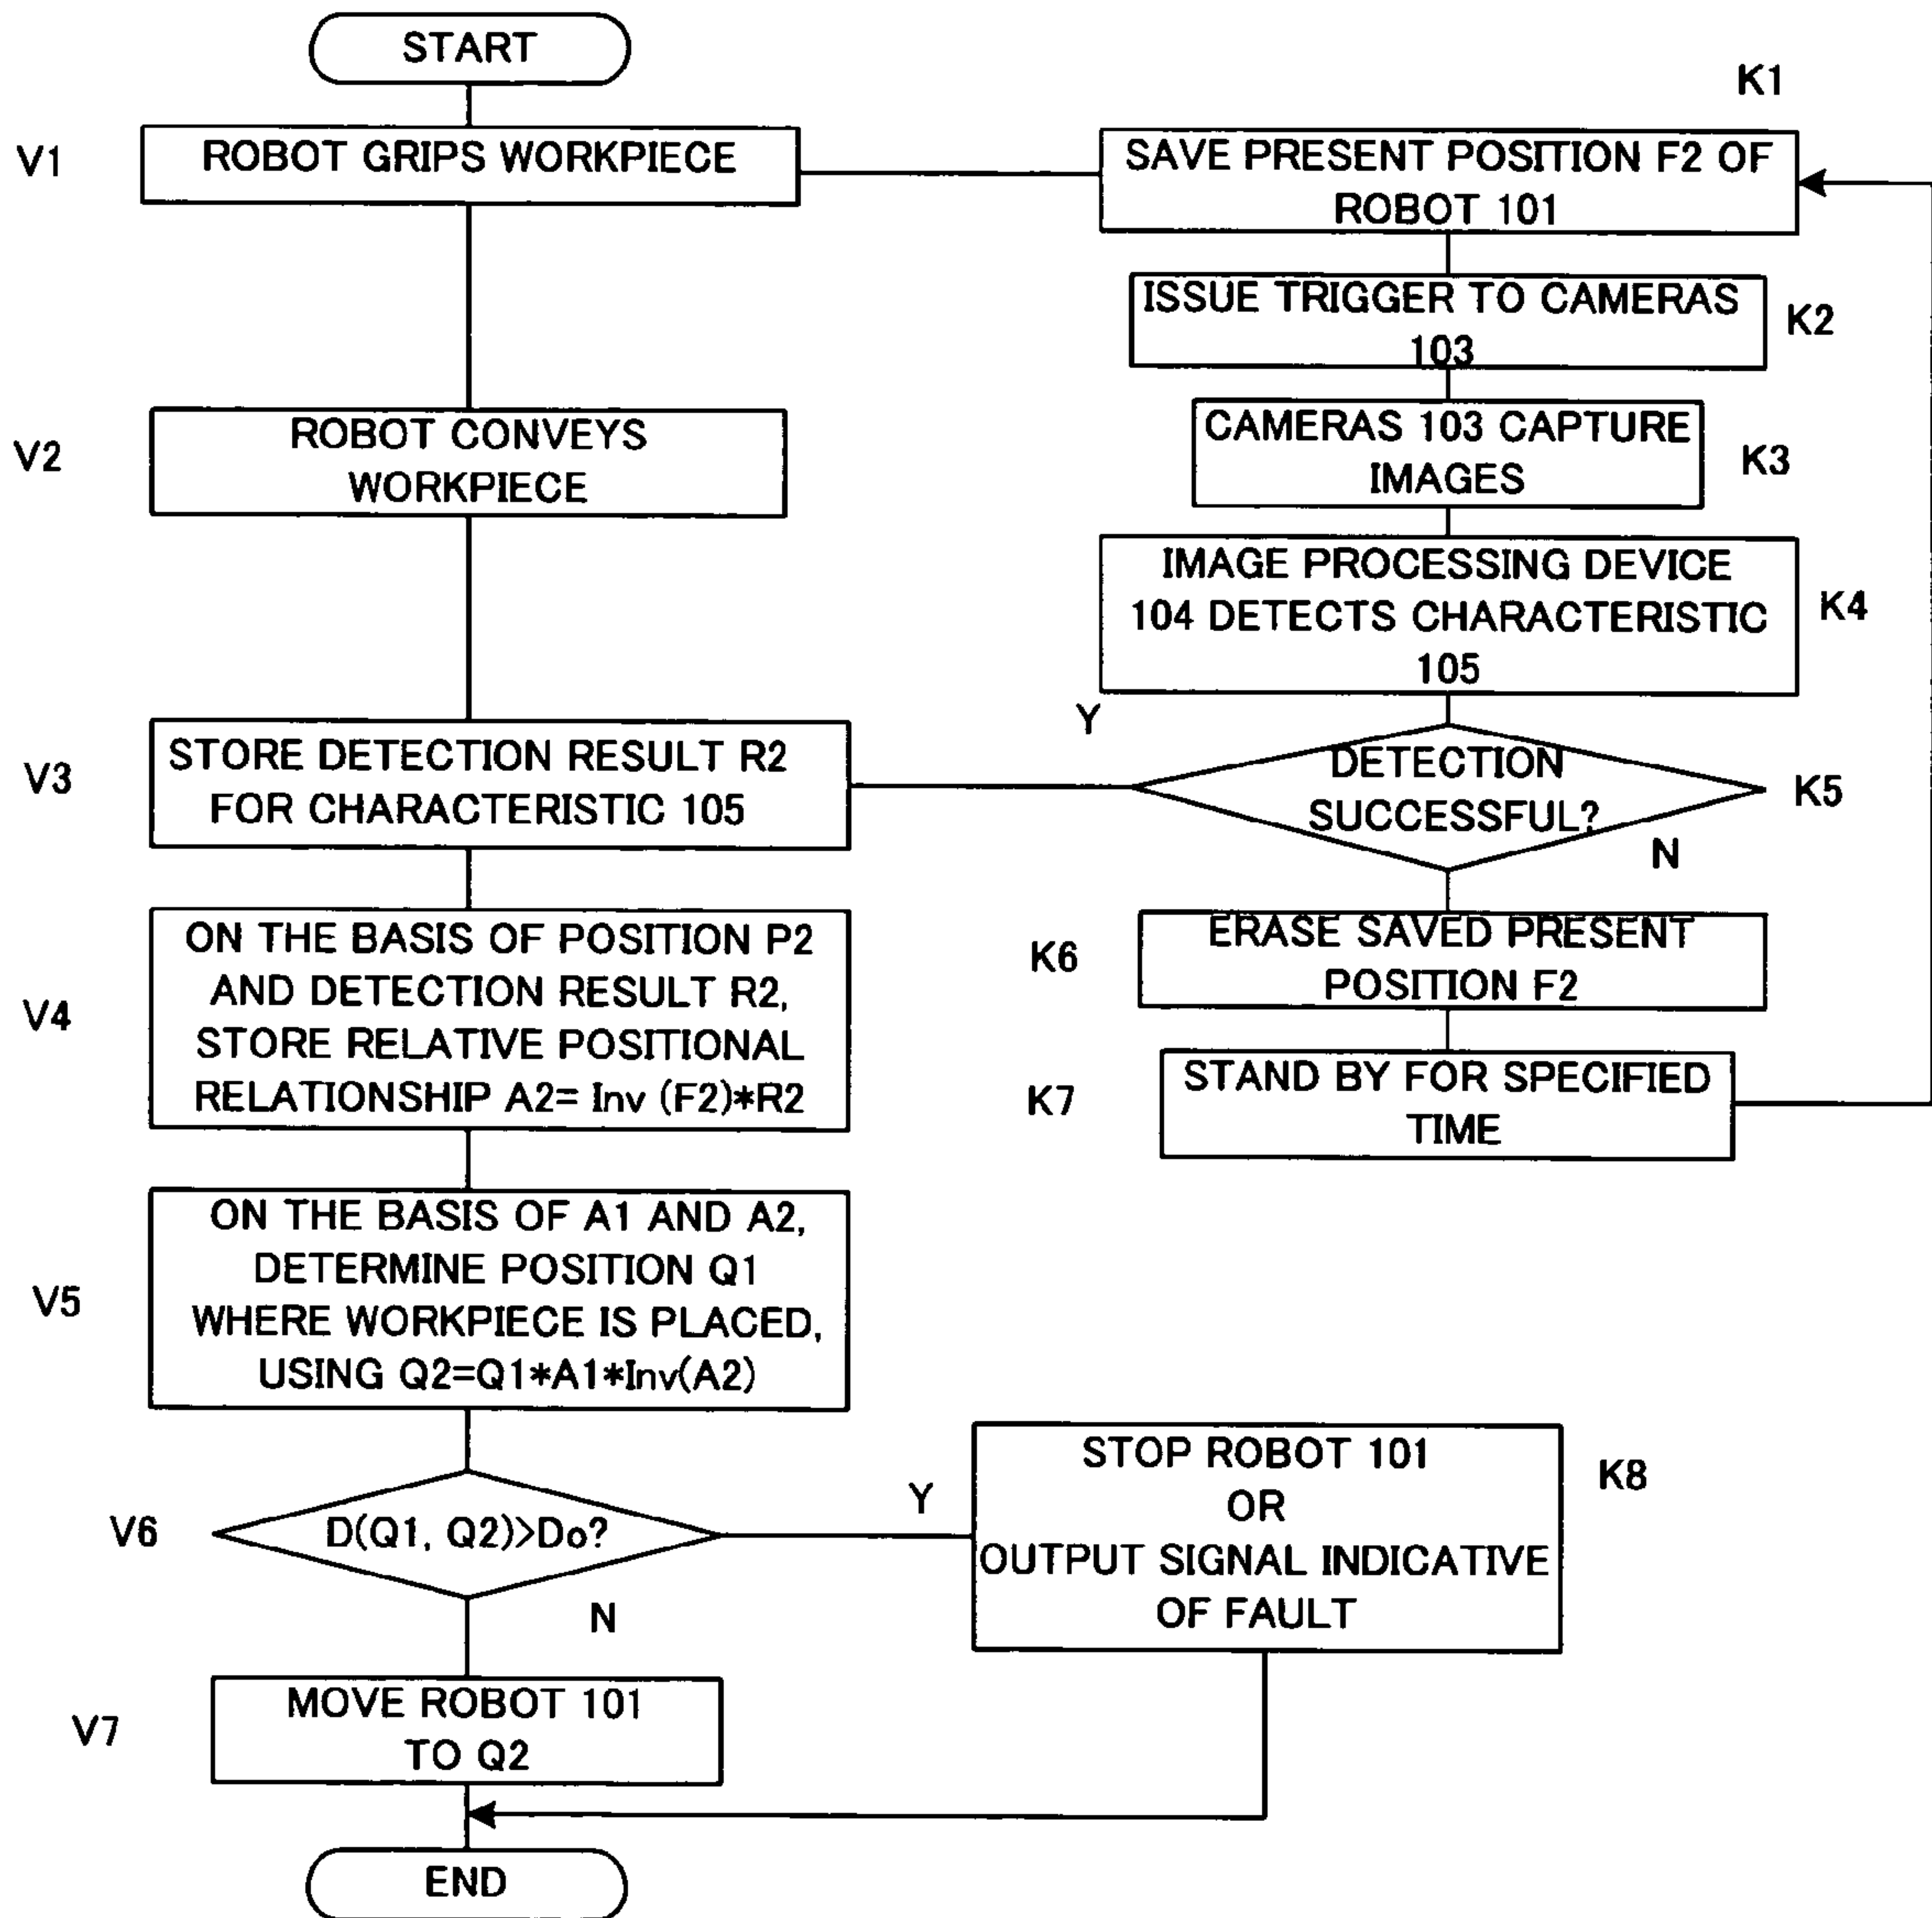 START
V1
ROBOT GRIPS WORKPIECE
K1
SAVE PRESENT POSITION F2 OF
ROBOT 101
ISSUE TRIGGER TO CAMERAS
103
K2
V2
ROBOT CONVEYS
WORKPIECE
CAMERAS 103 CAPTURE
IMAGES
K3
IMAGE PROCESSING DEVICE
104 DETECTS CHARACTERISTIC
105
K4
V3
STORE DETECTION RESULT R2
FOR CHARACTERISTIC 105
Y
DETECTION
SUCCESSFUL?
K5
N
V4
ON THE BASIS OF POSITION P2
AND DETECTION RESULT R2,
STORE RELATIVE POSITIONAL
RELATIONSHIP A2= Inv (F2)*R2
K6
ERASE SAVED PRESENT
POSITION F2
K7
STAND BY FOR SPECIFIED
TIME
V5
ON THE BASIS OF A1 AND A2,
DETERMINE POSITION Q1
WHERE WORKPIECE IS PLACED,
USING Q2=Q1*A1*Inv(A2)
V6
D(Q1, Q2)>Do?
Y
STOP ROBOT 101
OR
OUTPUT SIGNAL INDICATIVE
OF FAULT
K8
N
V7
MOVE ROBOT 101
TO Q2
END